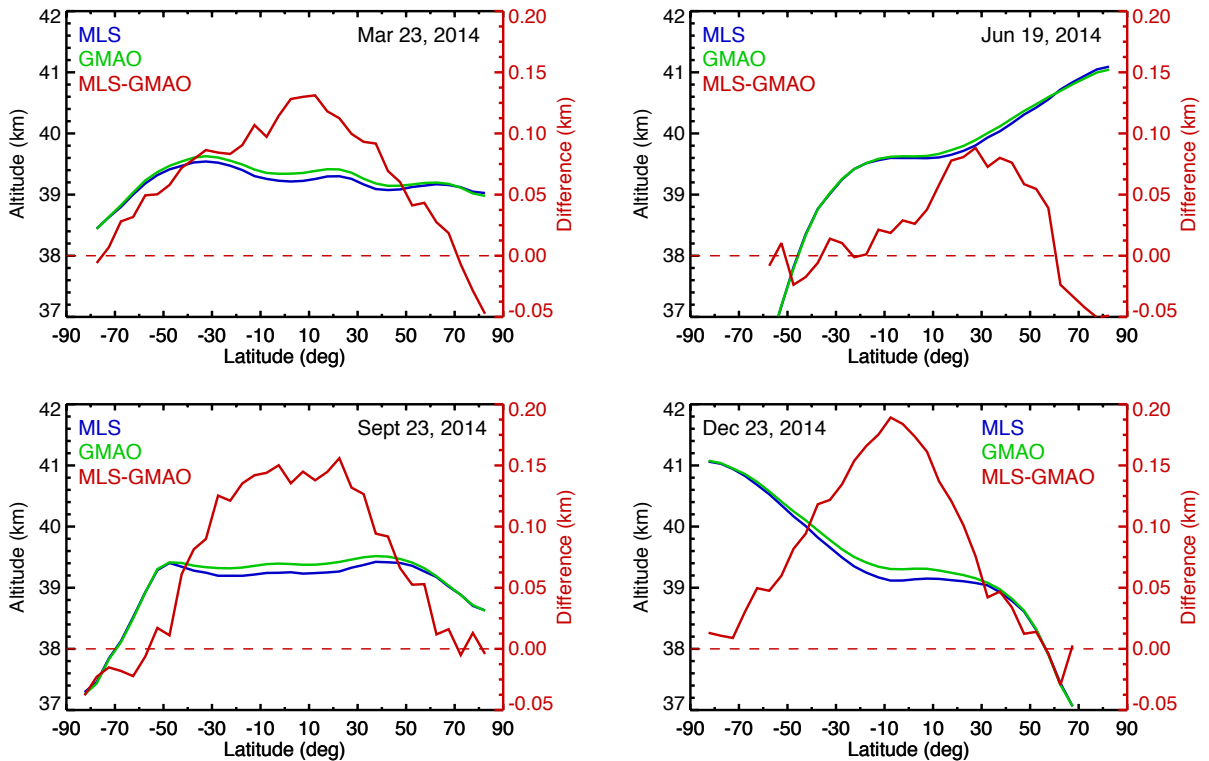 Mar 23, 2014
MLS
GMAO
MLS-GMAO
42
41
40
39
38
37
Altitude (km)
0.20
0.15
0.10
0.05
0.00
-0.05
Difference (km)
-90 -70 -50 -30 -10 10 30 50 70 90
Latitude (deg)
Jun 19, 2014
MLS
GMAO
MLS-GMAO
42
41
40
39
38
37
Altitude (km)
0.20
0.15
0.10
0.05
0.00
-0.05
Difference (km)
-90 -70 -50 -30 -10 10 30 50 70 90
Latitude (deg)
Sept 23, 2014
MLS
GMAO
MLS-GMAO
42
41
40
39
38
37
Altitude (km)
0.20
0.15
0.10
0.05
0.00
-0.05
Difference (km)
-90 -70 -50 -30 -10 10 30 50 70 90
Latitude (deg)
Dec 23, 2014
MLS
GMAO
MLS-GMAO
42
41
40
39
38
37
Altitude (km)
0.20
0.15
0.10
0.05
0.00
-0.05
Difference (km)
-90 -70 -50 -30 -10 10 30 50 70 90
Latitude (deg)